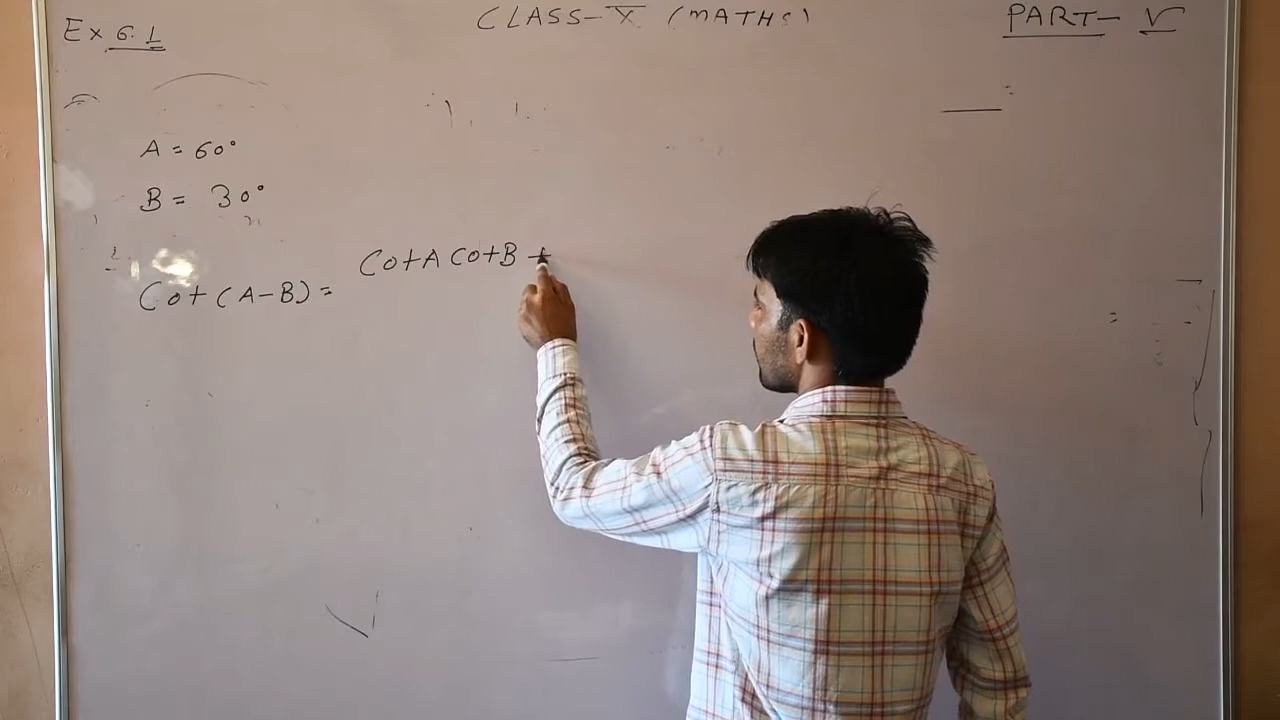 Ex 6.1
CLASS-X (MATHS)
PART- V
A = 60°
B = 30°
Cot (A-B) =
CotA CotB +